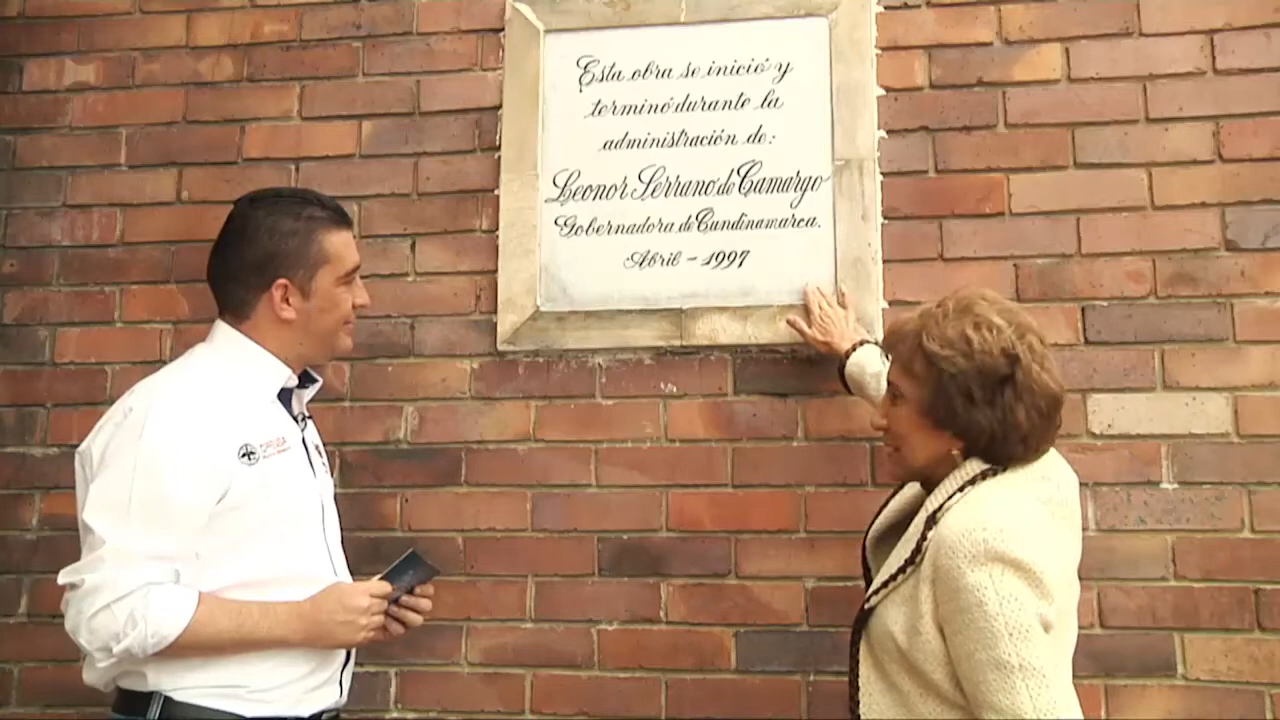 Esta obra se inició y
terminó durante la
administración de:
Leonor Serrano de Camargo
Gobernadora de Cundinamarca.
Abril - 1997